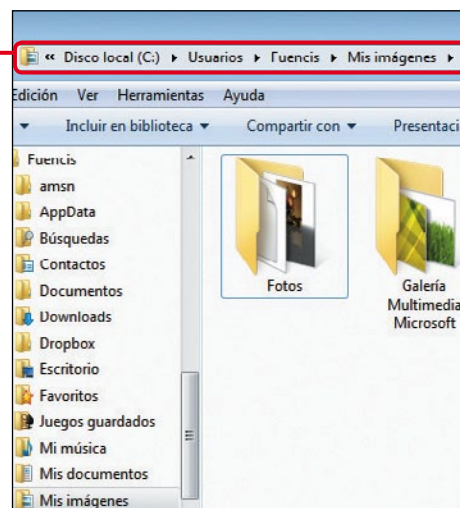 « Disco local (C:) ▸ Usuarios ▸ Fuencis ▸ Mis imágenes ▸
Edición Ver Herramientas Ayuda
Incluir en biblioteca ▾ Compartir con ▾ Presentaci
Fuencis
amsn
AppData
Búsquedas
Contactos
Documentos
Downloads
Dropbox
Escritorio
Favoritos
Juegos guardados
Mi música
Mis documentos
Mis imágenes
Fotos
Galería
Multimedia
Microsoft